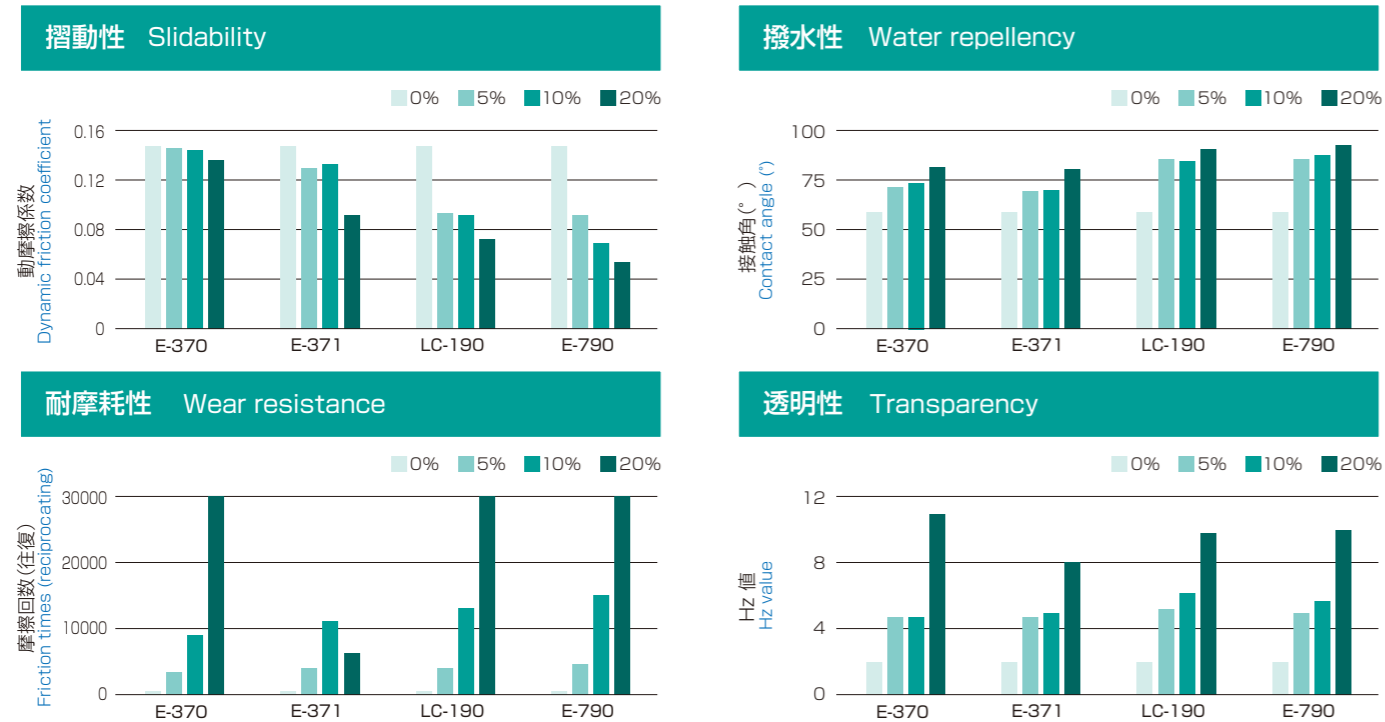 摺動性 Slidability
0% 5% 10% 20%
動摩擦係数
Dynamic friction coefficient
0.16
0.12
0.08
0.04
0
E-370 E-371 LC-190 E-790
撥水性 Water repellency
0% 5% 10% 20%
接触角(°)
Contact angle (°)
100
75
50
25
0
E-370 E-371 LC-190 E-790
耐摩耗性 Wear resistance
0% 5% 10% 20%
摩擦回数(往復)
Friction times (reciprocating)
30000
20000
10000
0
E-370 E-371 LC-190 E-790
透明性 Transparency
0% 5% 10% 20%
Hz 値
Hz value
12
8
4
0
E-370 E-371 LC-190 E-790